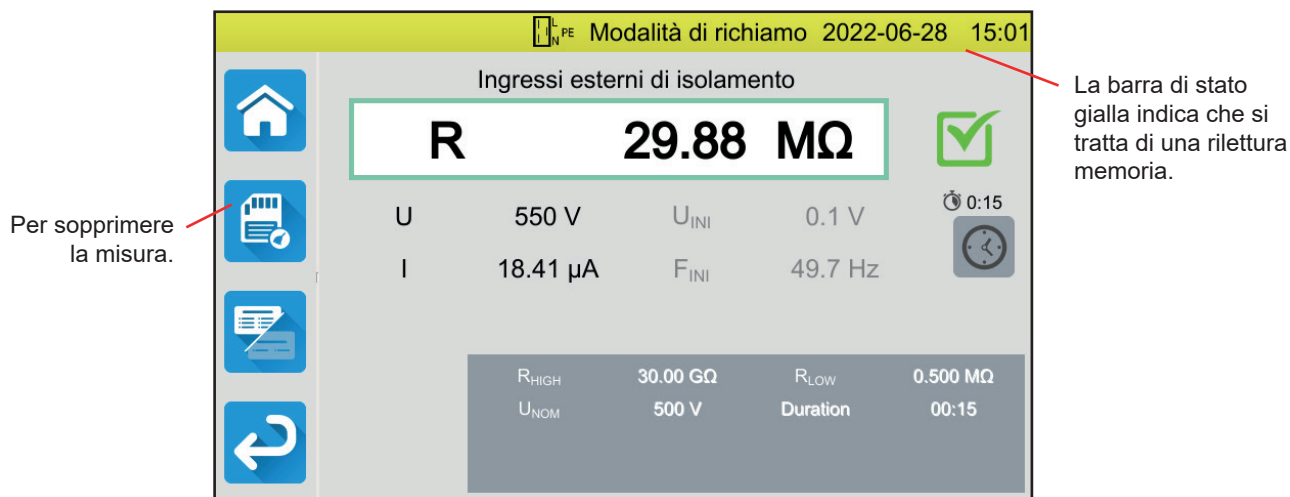 L
N
PE
Modalità di richiamo 2022-06-28 15:01
Ingressi esterni di isolamento
R 29.88 MΩ
U 550 V UINI 0.1 V
0:15
I 18.41 µA FINI 49.7 Hz
RHIGH 30.00 GΩ RLOW 0.500 MΩ
UNOM 500 V Duration 00:15
Per sopprimere
la misura.
La barra di stato
gialla indica che si
tratta di una rilettura
memoria.